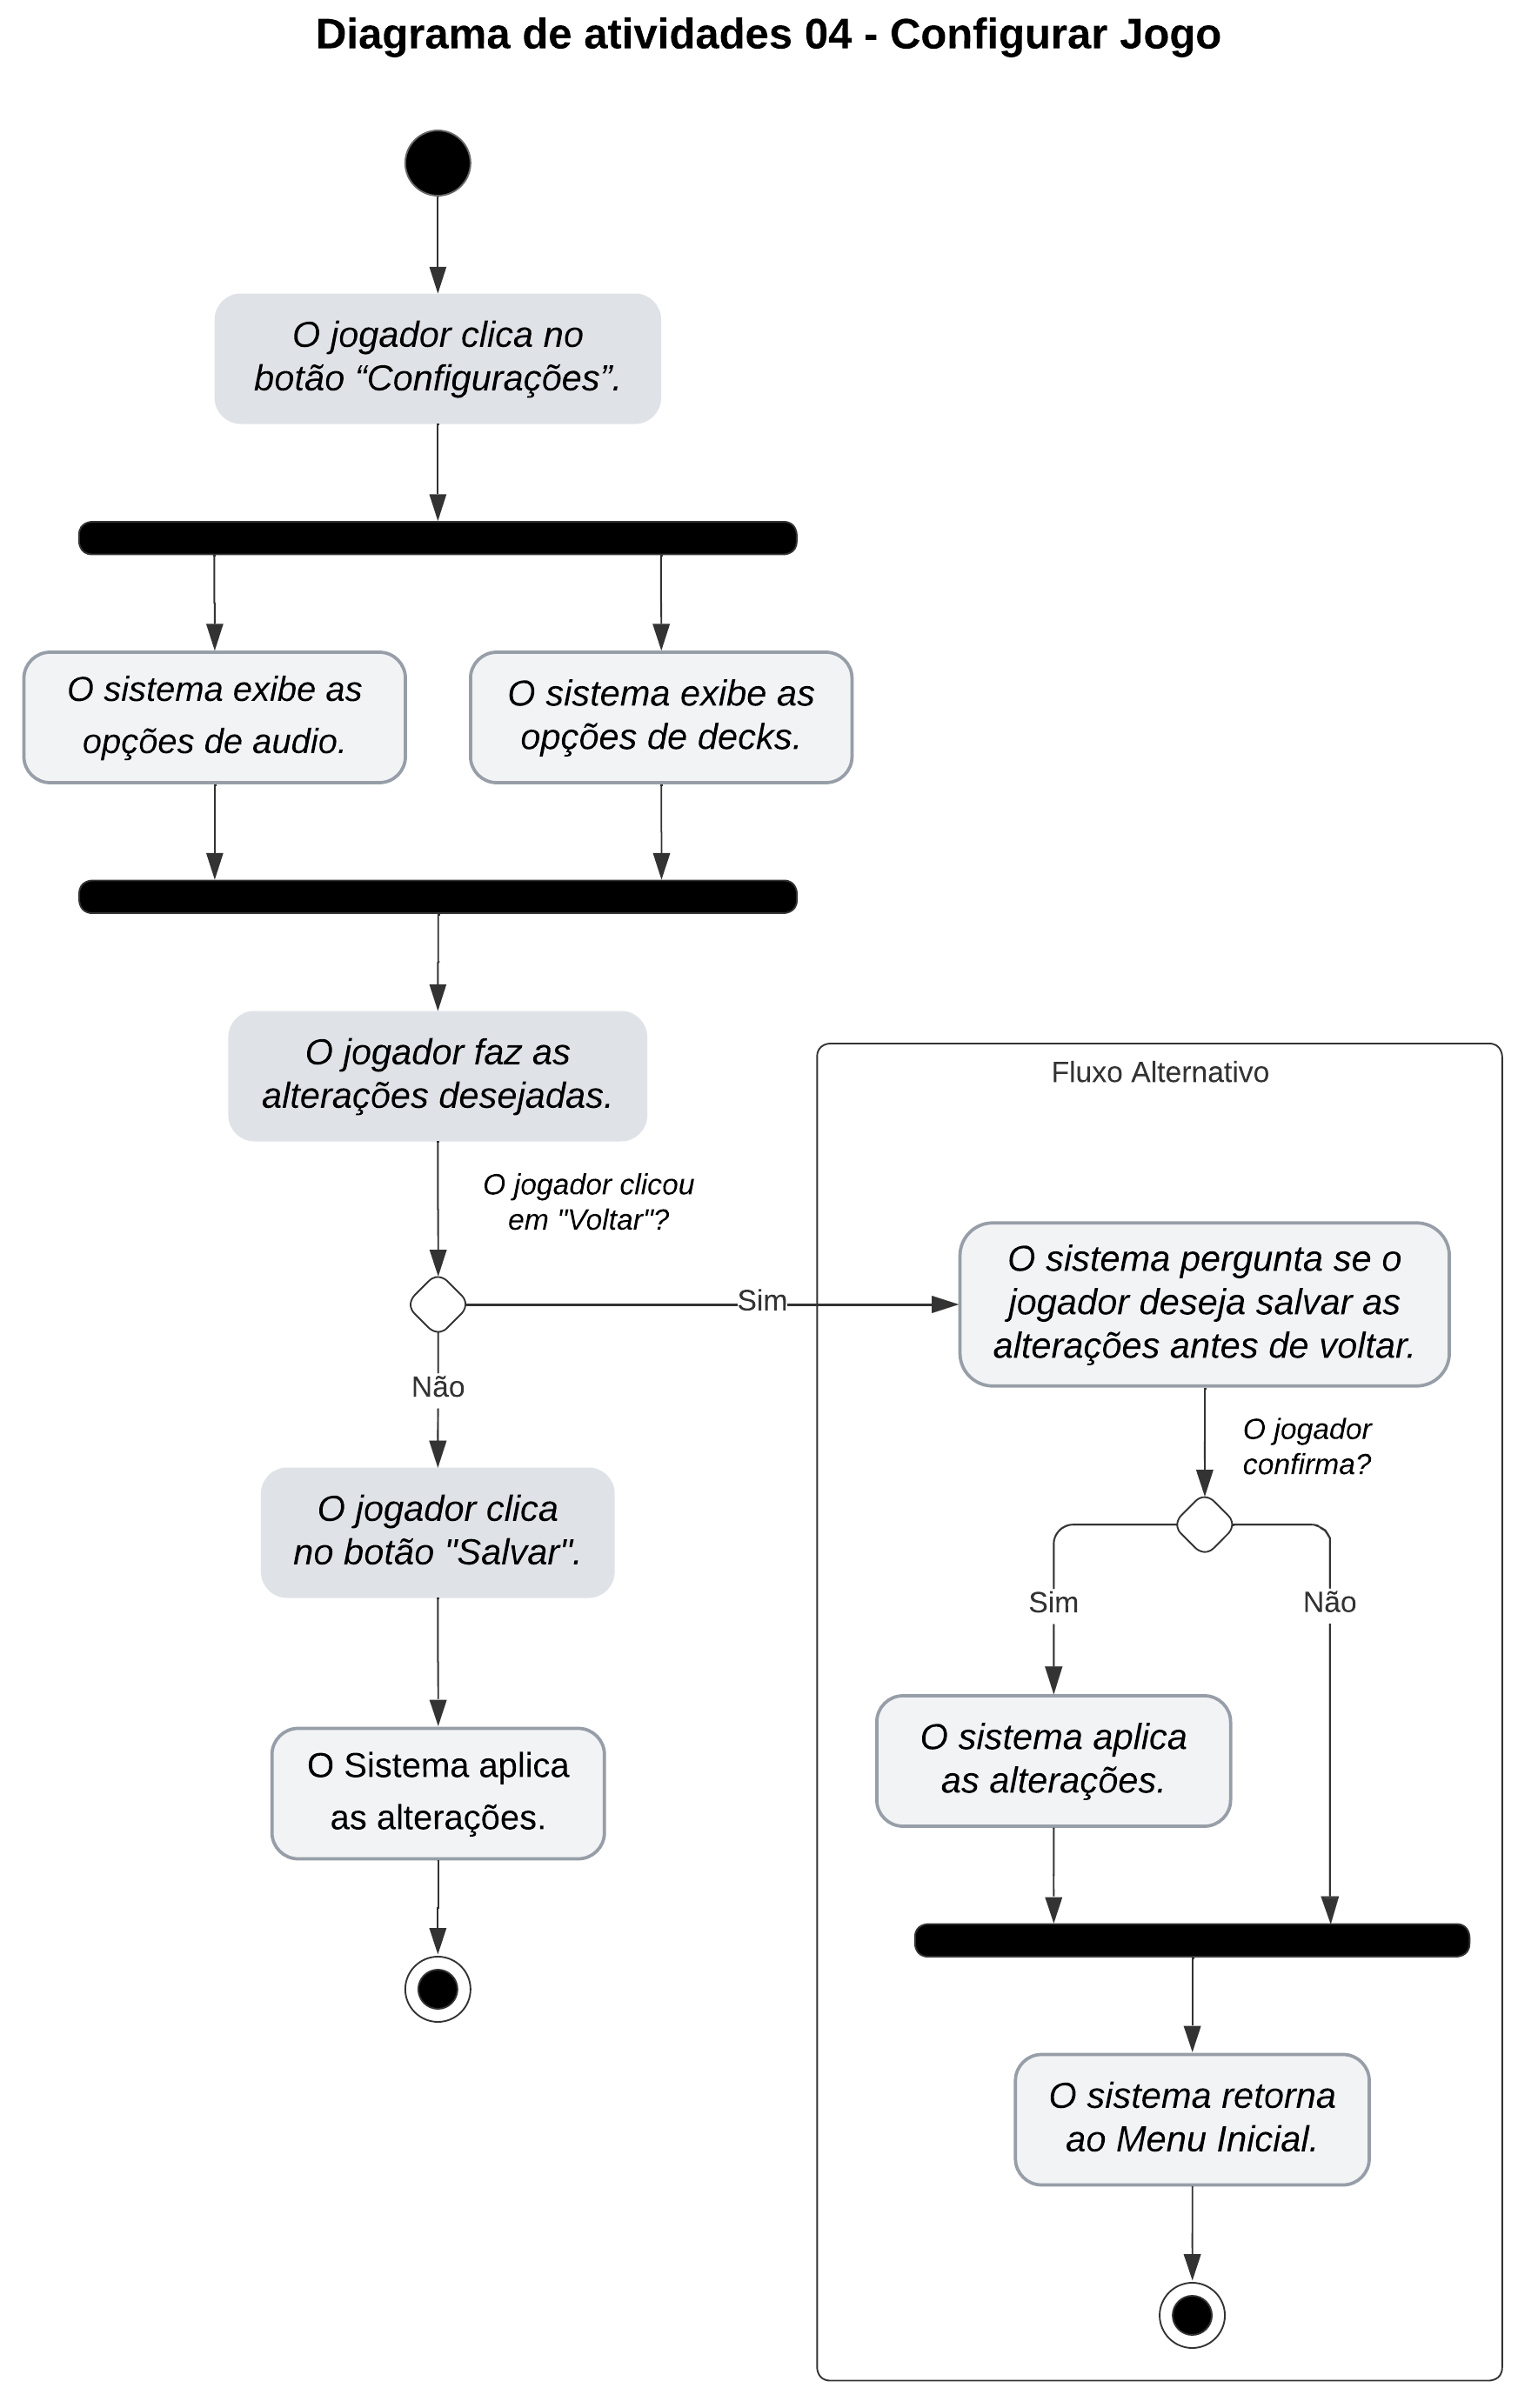 Diagrama de atividades 04 - Configurar Jogo
O jogador clica no
botão “Configurações”.
O sistema exibe as
opções de audio.
O sistema exibe as
opções de decks.
O jogador faz as
alterações desejadas.
O jogador clicou
em "Voltar"?
Sim
Não
O jogador clica
no botão "Salvar".
O Sistema aplica
as alterações.
Fluxo Alternativo
O sistema pergunta se o
jogador deseja salvar as
alterações antes de voltar.
O jogador
confirma?
Sim
Não
O sistema aplica
as alterações.
O sistema retorna
ao Menu Inicial.